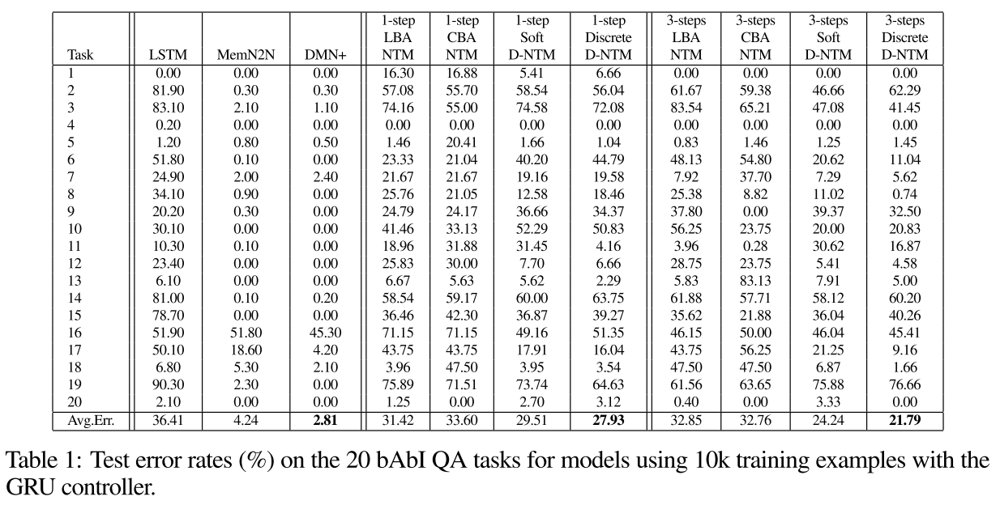 1-step 1-step 1-step 1-step 3-steps 3-steps 3-steps 3-steps
LBA CBA Soft Discrete LBA CBA Soft Discrete
Task LSTM MemN2N DMN+ NTM NTM D-NTM D-NTM NTM NTM D-NTM D-NTM
1 0.00 0.00 0.00 16.30 16.88 5.41 6.66 0.00 0.00 0.00 0.00
2 81.90 0.30 0.30 57.08 55.70 58.54 56.04 61.67 59.38 46.66 62.29
3 83.10 2.10 1.10 74.16 55.00 74.58 72.08 83.54 65.21 47.08 41.45
4 0.20 0.00 0.00 0.00 0.00 0.00 0.00 0.00 0.00 0.00 0.00
5 1.20 0.80 0.50 1.46 20.41 1.66 1.04 0.83 1.46 1.25 1.45
6 51.80 0.10 0.00 23.33 21.04 40.20 44.79 48.13 54.80 20.62 11.04
7 24.90 2.00 2.40 21.67 21.67 19.16 19.58 7.92 37.70 7.29 5.62
8 34.10 0.90 0.00 25.76 21.05 12.58 18.46 25.38 8.82 11.02 0.74
9 20.20 0.30 0.00 24.79 24.17 36.66 34.37 37.80 0.00 39.37 32.50
10 30.10 0.00 0.00 41.46 33.13 52.29 50.83 56.25 23.75 20.00 20.83
11 10.30 0.10 0.00 18.96 31.88 31.45 4.16 3.96 0.28 30.62 16.87
12 23.40 0.00 0.00 25.83 30.00 7.70 6.66 28.75 23.75 5.41 4.58
13 6.10 0.00 0.00 6.67 5.63 5.62 2.29 5.83 83.13 7.91 5.00
14 81.00 0.10 0.20 58.54 59.17 60.00 63.75 61.88 57.71 58.12 60.20
15 78.70 0.00 0.00 36.46 42.30 36.87 39.27 35.62 21.88 36.04 40.26
16 51.90 51.80 45.30 71.15 71.15 49.16 51.35 46.15 50.00 46.04 45.41
17 50.10 18.60 4.20 43.75 43.75 17.91 16.04 43.75 56.25 21.25 9.16
18 6.80 5.30 2.10 3.96 47.50 3.95 3.54 47.50 47.50 6.87 1.66
19 90.30 2.30 0.00 75.89 71.51 73.74 64.63 61.56 63.65 75.88 76.66
20 2.10 0.00 0.00 1.25 0.00 2.70 3.12 0.40 0.00 3.33 0.00
Avg.Err. 36.41 4.24 2.81 31.42 33.60 29.51 27.93 32.85 32.76 24.24 21.79
Table 1: Test error rates (%) on the 20 bAbI QA tasks for models using 10k training examples with the
GRU controller.